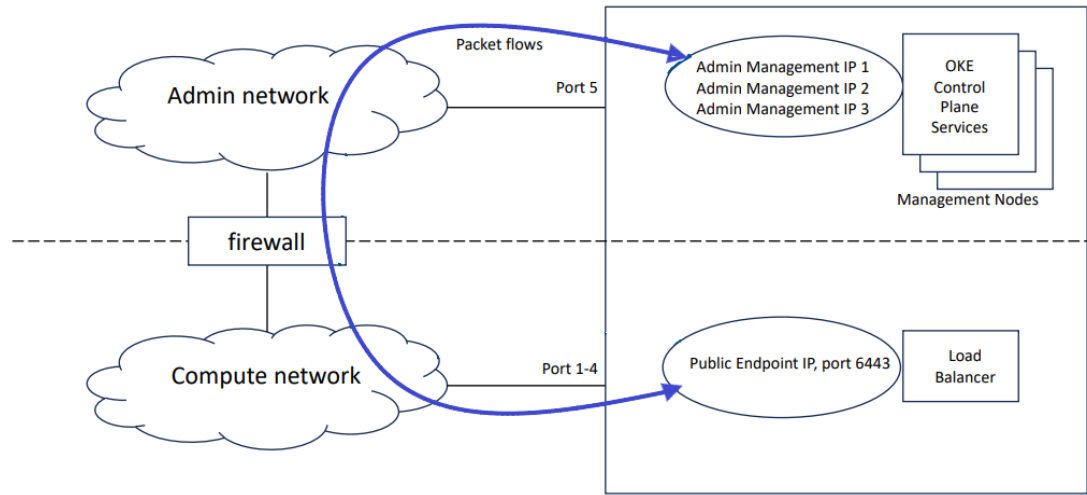 Packet flows
Admin network
Port 5
Admin Management IP 1
Admin Management IP 2
Admin Management IP 3
OKE
Control
Plane
Services
Management Nodes
firewall
Compute network
Port 1-4
Public Endpoint IP, port 6443
Load
Balancer